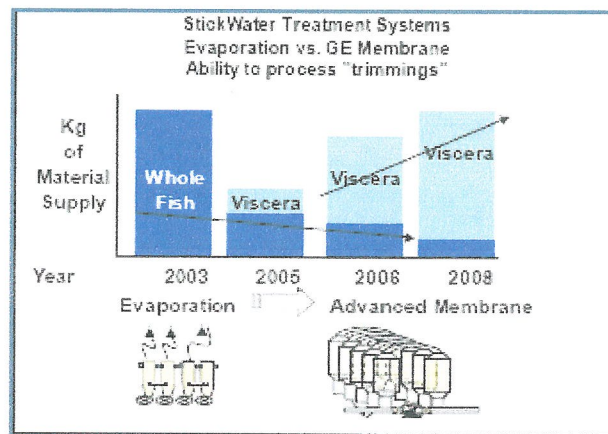 StickWater Treatment Systems
Evaporation vs. GE Membrane
Ability to process "trimmings"
Kg
of
Material
Supply
Whole
Fish
Viscera
Viscera
Viscera
Year 2003 2005 2006 2008
Evaporation Advanced Membrane